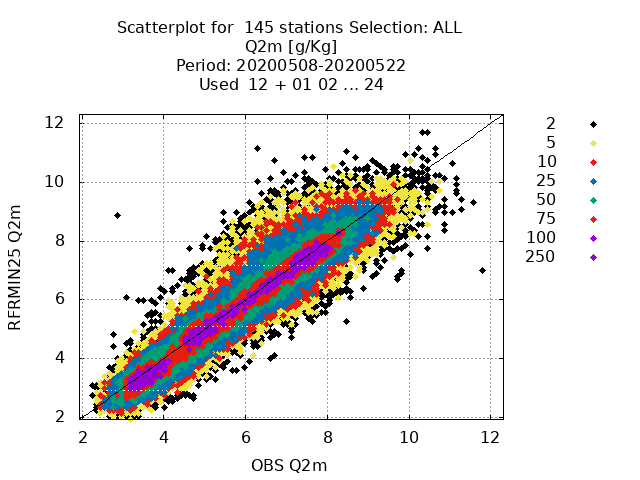 Scatterplot for  145 stations Selection: ALL
Q2m [g/Kg]
Period: 20200508-20200522
Used  12 + 01 02 ... 24
12
10
8
6
4
2
RFRMIN25 Q2m
2 4 6 8 10 12
OBS Q2m
2
5
10
25
50
75
100
250